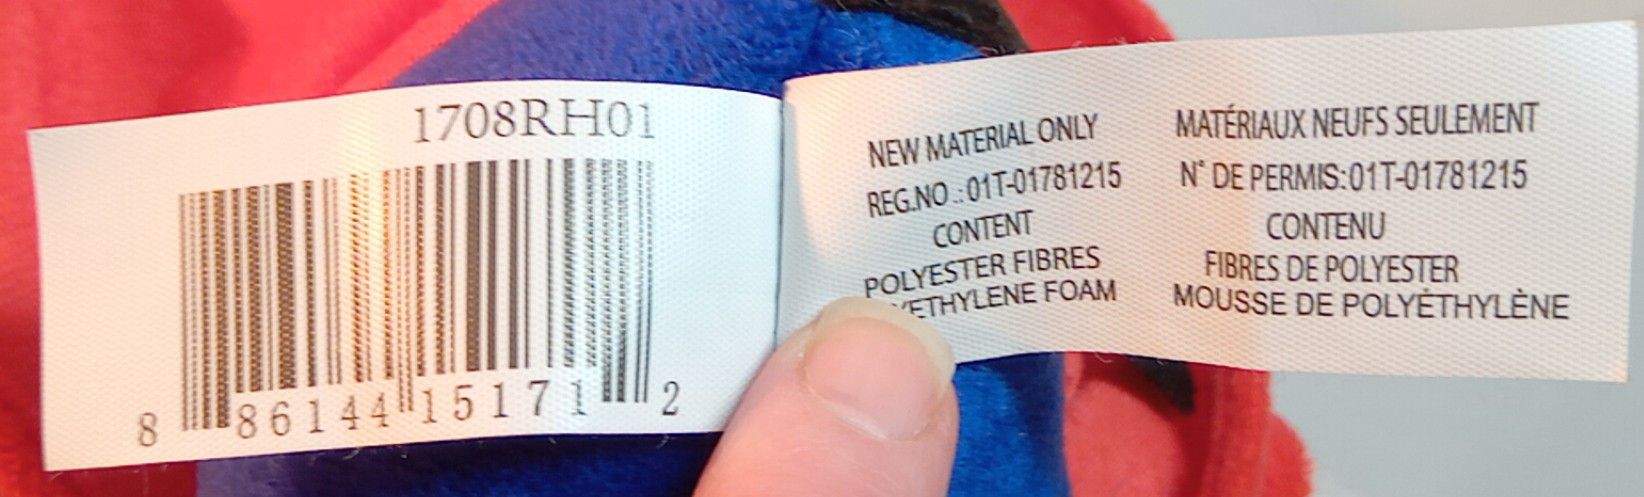 1708RH01
8 86144 15171 2
NEW MATERIAL ONLY
REG.NO.: 01T-01781215
CONTENT
POLYESTER FIBRES
FOAM
MATÉRIAUX NEUFS SEULEMENT
N° DE PERMIS:01T-01781215
CONTENU
FIBRES DE POLYESTER
MOUSSE DE POLYÉTHYLÈNE